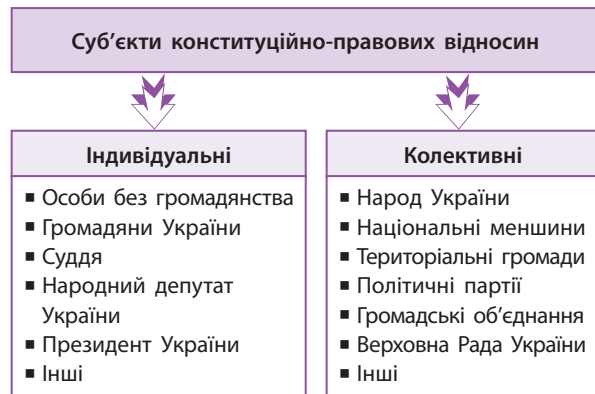 Суб’єкти конституційно-правових відносин
Індивідуальні
▪ Особи без громадянства
▪ Громадяни України
▪ Суддя
▪ Народний депутат
України
▪ Президент України
▪ Інші
Колективні
▪ Народ України
▪ Національні меншини
▪ Територіальні громади
▪ Політичні партії
▪ Громадські об’єднання
▪ Верховна Рада України
▪ Інші